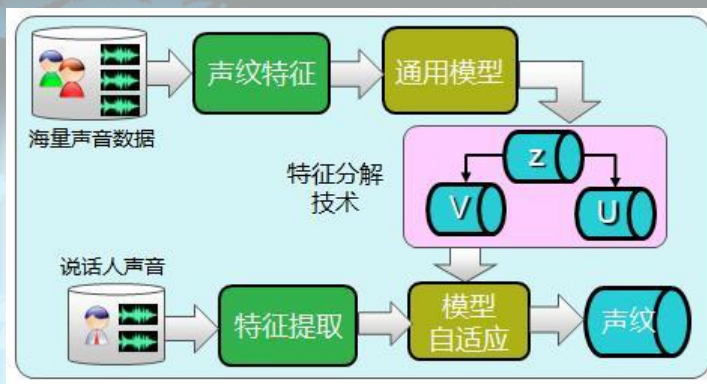 声纹特征
通用模型
海量声音数据
特征分解
技术
Z
V
U
说话人声音
特征提取
模型
自适应
声纹